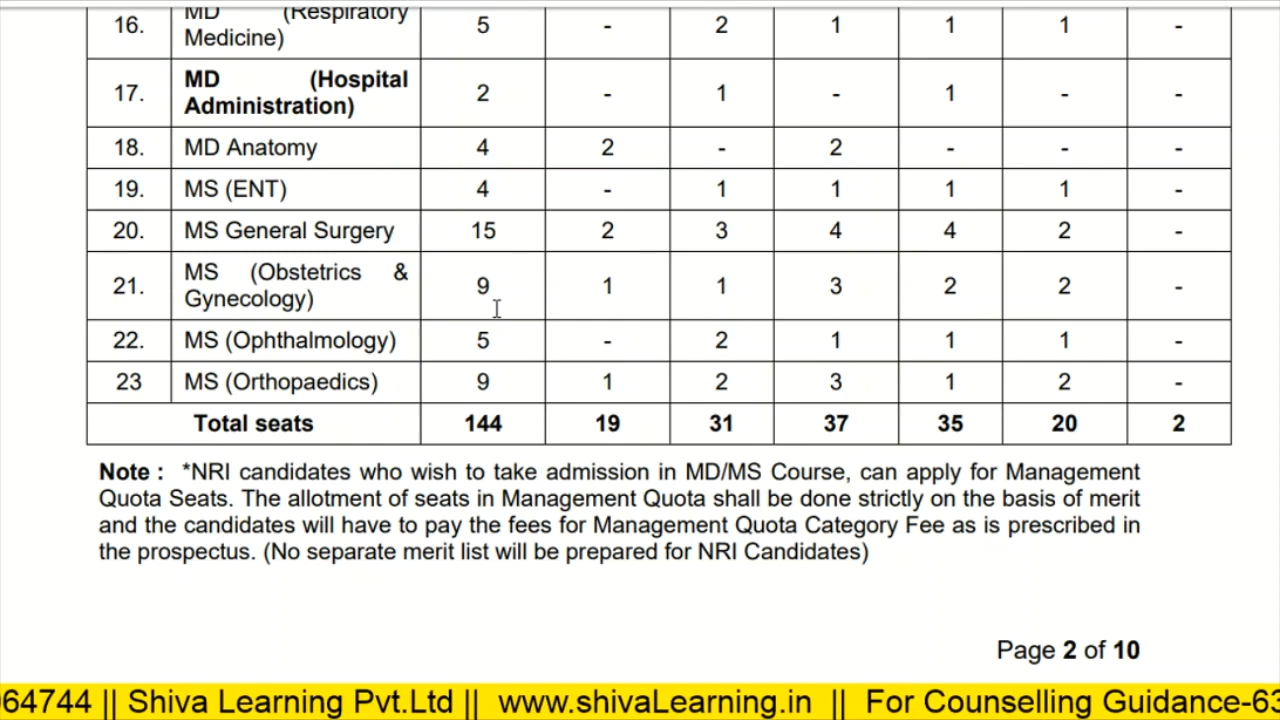 16. MD (Respiratory Medicine) 5 - 2 1 1 1 -
17. MD (Hospital Administration) 2 - 1 - 1 - -
18. MD Anatomy 4 2 - 2 - - -
19. MS (ENT) 4 - 1 1 1 1 -
20. MS General Surgery 15 2 3 4 4 2 -
21. MS (Obstetrics & Gynecology) 9 1 1 3 2 2 -
22. MS (Ophthalmology) 5 - 2 1 1 1 -
23 MS (Orthopaedics) 9 1 2 3 1 2 -
Total seats 144 19 31 37 35 20 2
Note : *NRI candidates who wish to take admission in MD/MS Course, can apply for Management
Quota Seats. The allotment of seats in Management Quota shall be done strictly on the basis of merit
and the candidates will have to pay the fees for Management Quota Category Fee as is prescribed in
the prospectus. (No separate merit list will be prepared for NRI Candidates)
Page 2 of 10
64744 || Shiva Learning Pvt.Ltd || www.shivaLearning.in || For Counselling Guidance-63